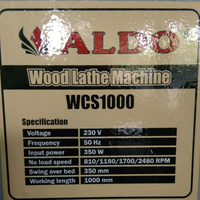 ALDO
Wood Lathe Machine
WCS1000
Specification
Voltage 230 V
Frequency 50 Hz
Input power 350 W
No load speed 810/1180/1700/2480 RPM
Swing over bed 350 mm
Working length 1000 mm